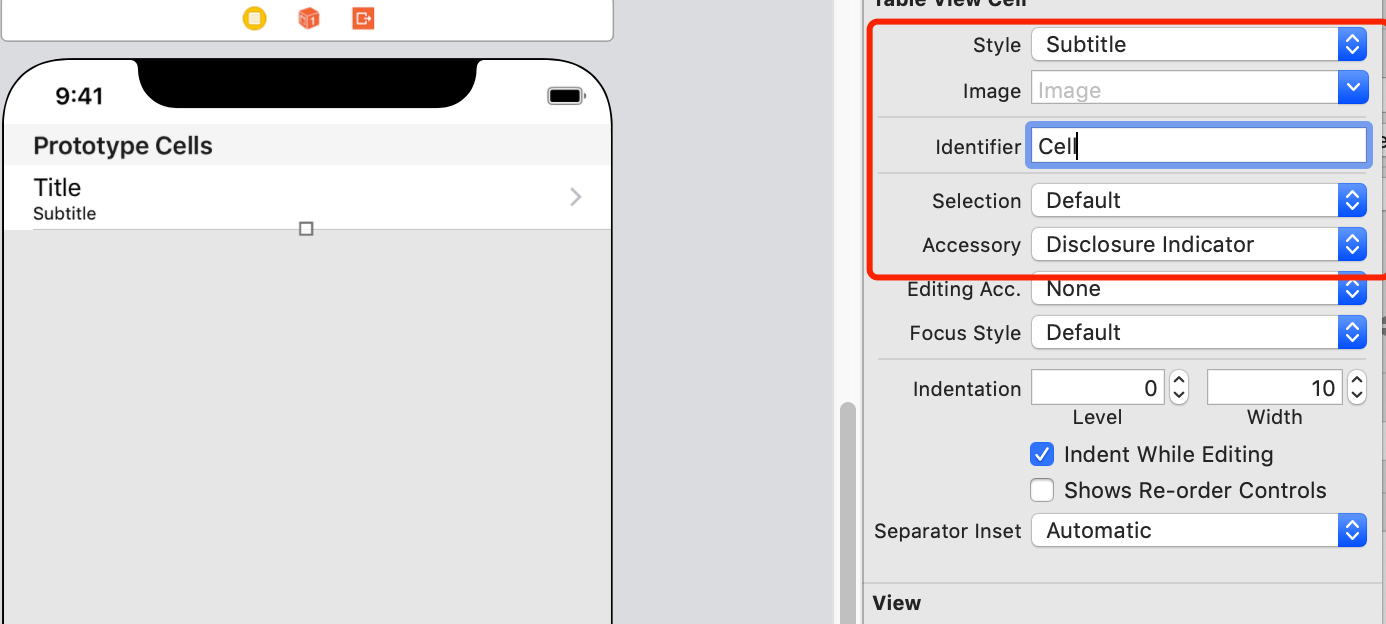 9:41
Prototype Cells
Title
Subtitle
Table View Cell
Style Subtitle
Image Image
Identifier Cell
Selection Default
Accessory Disclosure Indicator
Editing Acc. None
Focus Style Default
Indentation 0 10
Level Width
Indent While Editing
Shows Re-order Controls
Separator Inset Automatic
View